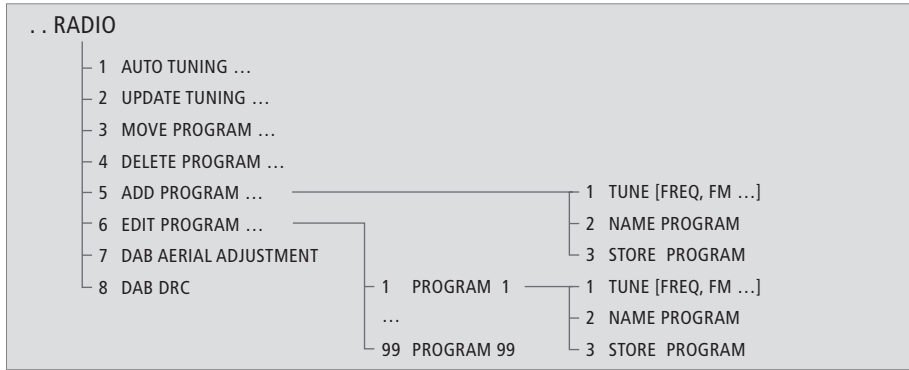 . . RADIO
1 AUTO TUNING …
2 UPDATE TUNING …
3 MOVE PROGRAM …
4 DELETE PROGRAM …
5 ADD PROGRAM … 1 TUNE [FREQ, FM …]
6 EDIT PROGRAM … 2 NAME PROGRAM
7 DAB AERIAL ADJUSTMENT 3 STORE PROGRAM
8 DAB DRC 1 PROGRAM 1 1 TUNE [FREQ, FM …]
… 2 NAME PROGRAM
99 PROGRAM 99 3 STORE PROGRAM